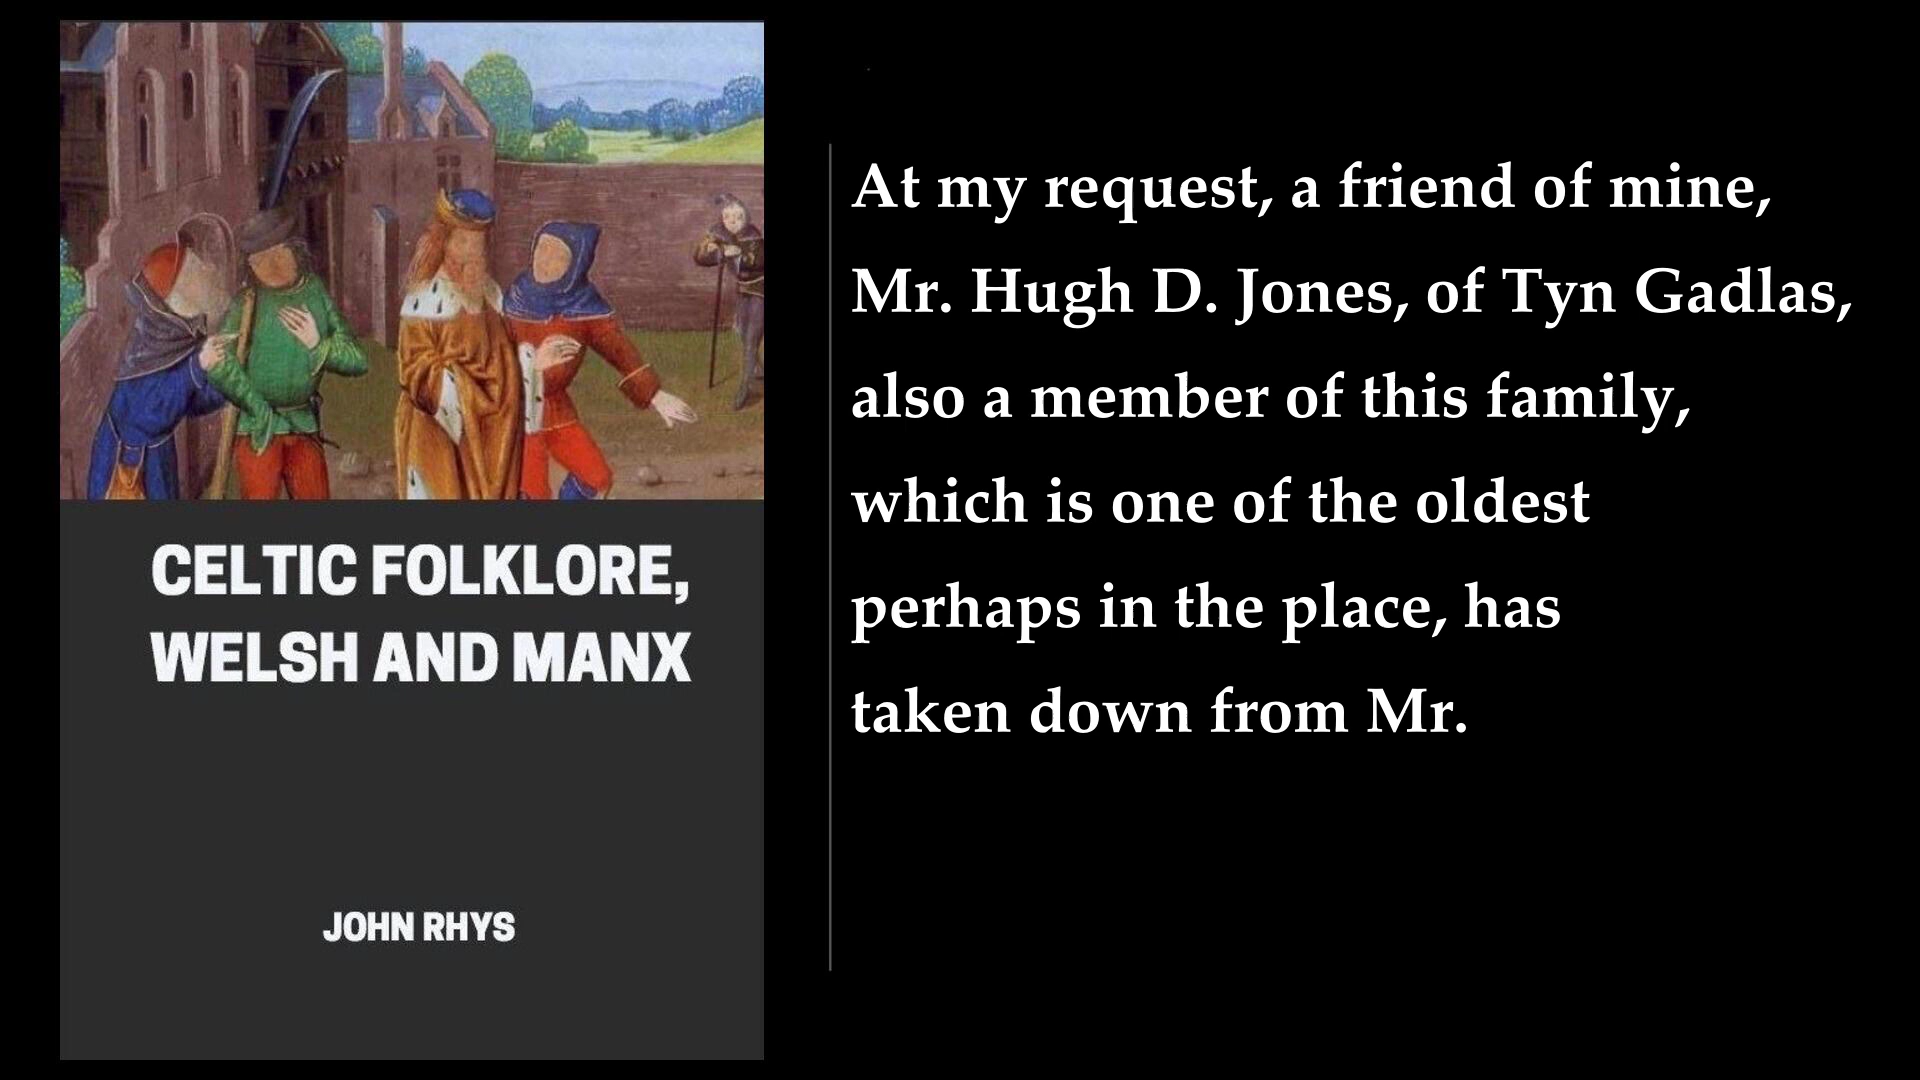 CELTIC FOLKLORE,
WELSH AND MANX
JOHN RHYS
At my request, a friend of mine,
Mr. Hugh D. Jones, of Tyn Gadlas,
also a member of this family,
which is one of the oldest
perhaps in the place, has
taken down from Mr.